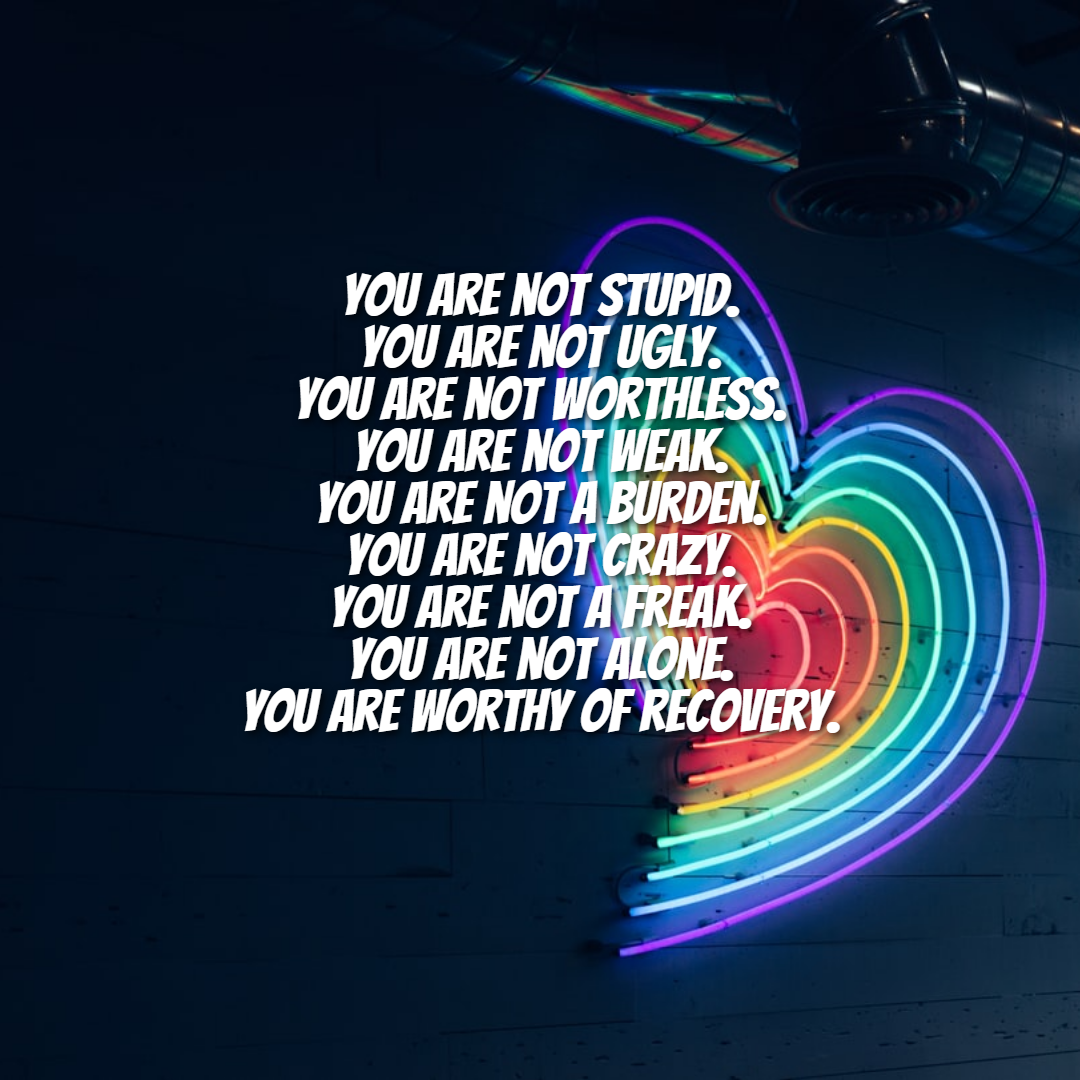 YOU ARE NOT STUPID.
YOU ARE NOT UGLY.
YOU ARE NOT WORTHLESS.
YOU ARE NOT WEAK.
YOU ARE NOT A BURDEN.
YOU ARE NOT CRAZY.
YOU ARE NOT A FREAK.
YOU ARE NOT ALONE.
YOU ARE WORTHY OF RECOVERY.